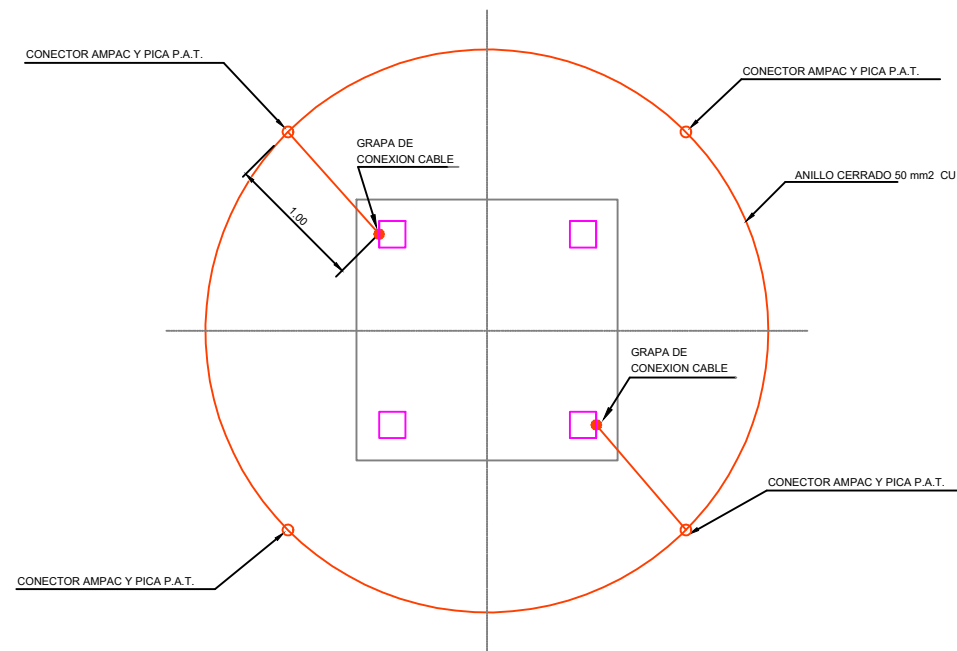 CONECTOR AMPAC Y PICA P.A.T.
CONECTOR AMPAC Y PICA P.A.T.
GRAPA DE
CONEXION CABLE
ANILLO CERRADO 50 mm2 CU
1,00
GRAPA DE
CONEXION CABLE
CONECTOR AMPAC Y PICA P.A.T.
CONECTOR AMPAC Y PICA P.A.T.